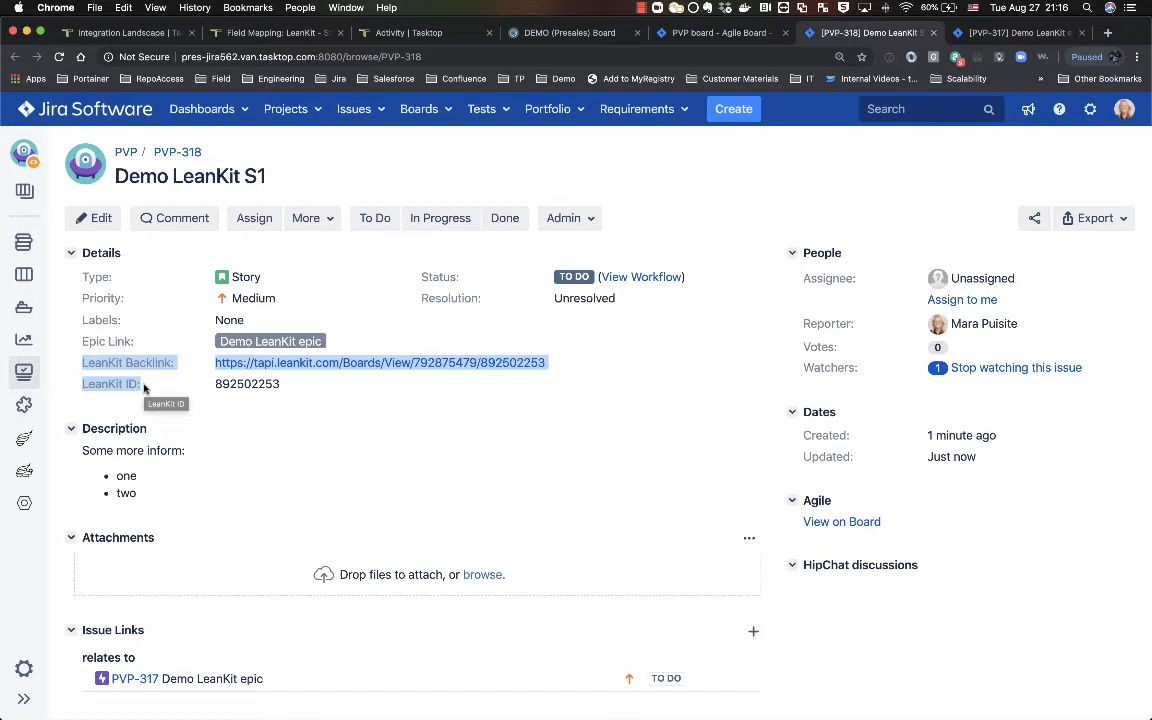 Chrome File Edit View History Bookmarks People Window Help 60% Tue Aug 27 21:16
Integration Landscape | Ta
Field Mapping: LeanKit - S
Activity | Tasktop
DEMO (Presales) Board
PVP board - Agile Board -
[PVP-318] Demo LeanKit S
[PVP-317] Demo LeanKit e
Not Secure pres-jira562.van.tasktop.com:8080/browse/PVP-318 Paused
Apps Portainer RepoAccess Field Engineering Jira Salesforce Confluence TP Demo Add to MyRegistry Customer Materials IT Internal Videos - t... Scalability » Other Bookmarks
Jira Software Dashboards Projects Issues Boards Tests Portfolio Requirements Create Search
PVP / PVP-318
Demo LeanKit S1
Edit Comment Assign More To Do In Progress Done Admin Export
Details
Type: Story Status: TO DO (View Workflow)
Priority: Medium Resolution: Unresolved
Labels: None
Epic Link: Demo LeanKit epic
LeanKit Backlink: https://tapi.leankit.com/Boards/View/792875479/892502253
LeanKit ID: 892502253
LeanKit ID
Description
Some more inform:
• one
• two
Attachments
Drop files to attach, or browse.
Issue Links
relates to
PVP-317 Demo LeanKit epic TO DO
People
Assignee: Unassigned
Assign to me
Reporter: Mara Puisite
Votes: 0
Watchers: 1 Stop watching this issue
Dates
Created: 1 minute ago
Updated: Just now
Agile
View on Board
HipChat discussions